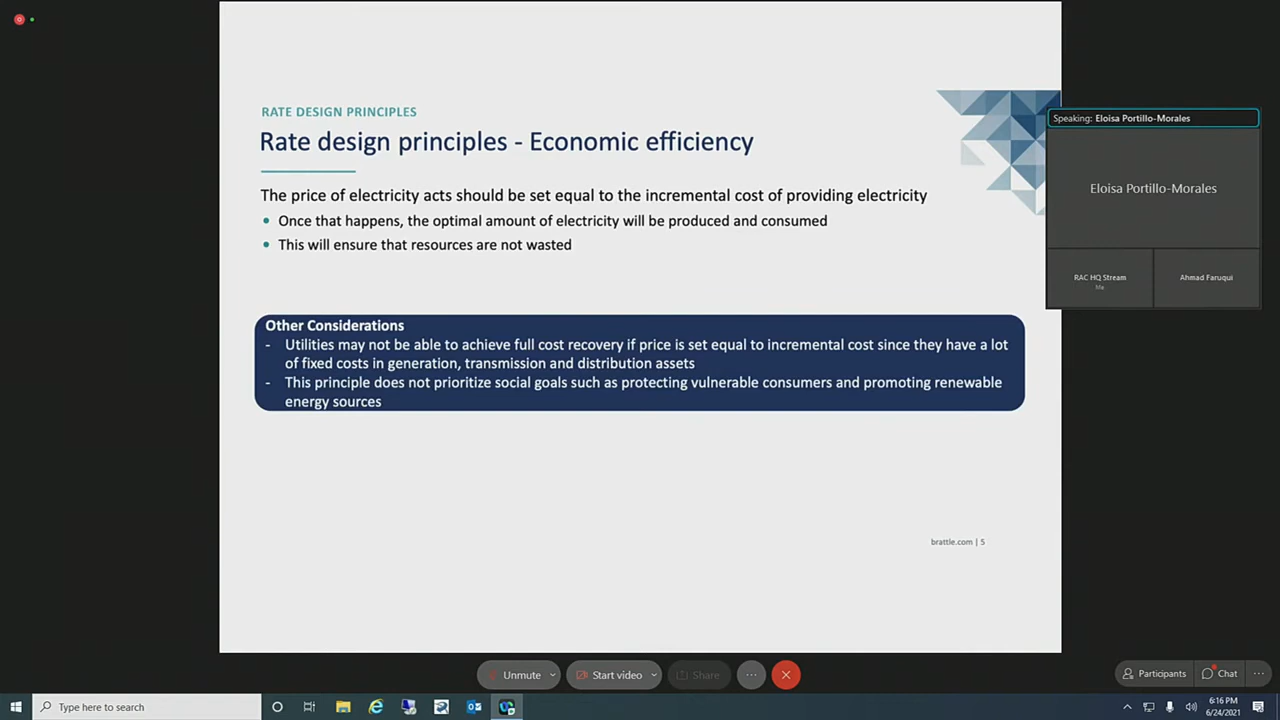 RATE DESIGN PRINCIPLES
Rate design principles - Economic efficiency
The price of electricity acts should be set equal to the incremental cost of providing electricity
• Once that happens, the optimal amount of electricity will be produced and consumed
• This will ensure that resources are not wasted
Other Considerations
- Utilities may not be able to achieve full cost recovery if price is set equal to incremental cost since they have a lot
of fixed costs in generation, transmission and distribution assets
- This principle does not prioritize social goals such as protecting vulnerable consumers and promoting renewable
energy sources
brattle.com | 5
Speaking: Eloisa Portillo-Morales
Eloisa Portillo-Morales
RAC HQ Stream
Me
Ahmad Faruqui
Unmute
Start video
Share
Participants
Chat
Type here to search
6:16 PM
6/24/2021